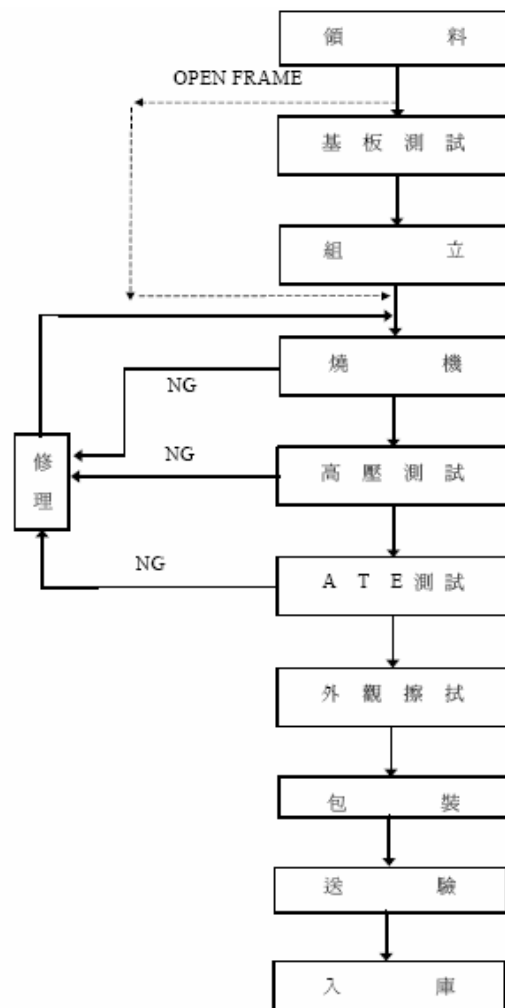 領 料
OPEN FRAME
基 板 測 試
組 立
燒 機
NG
修
理
NG
高 壓 測 試
NG
A T E 測 試
外 觀 擦 拭
包 裝
送 驗
入 庫